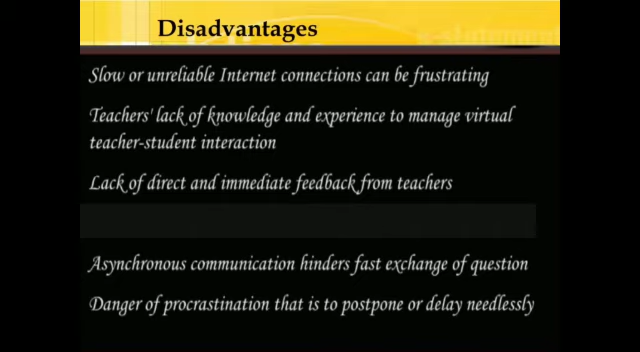 Disadvantages
Slow or unreliable Internet connections can be frustrating
Teachers' lack of knowledge and experience to manage virtual
teacher-student interaction
Lack of direct and immediate feedback from teachers
Asynchronous communication hinders fast exchange of question
Danger of procrastination that is to postpone or delay needlessly